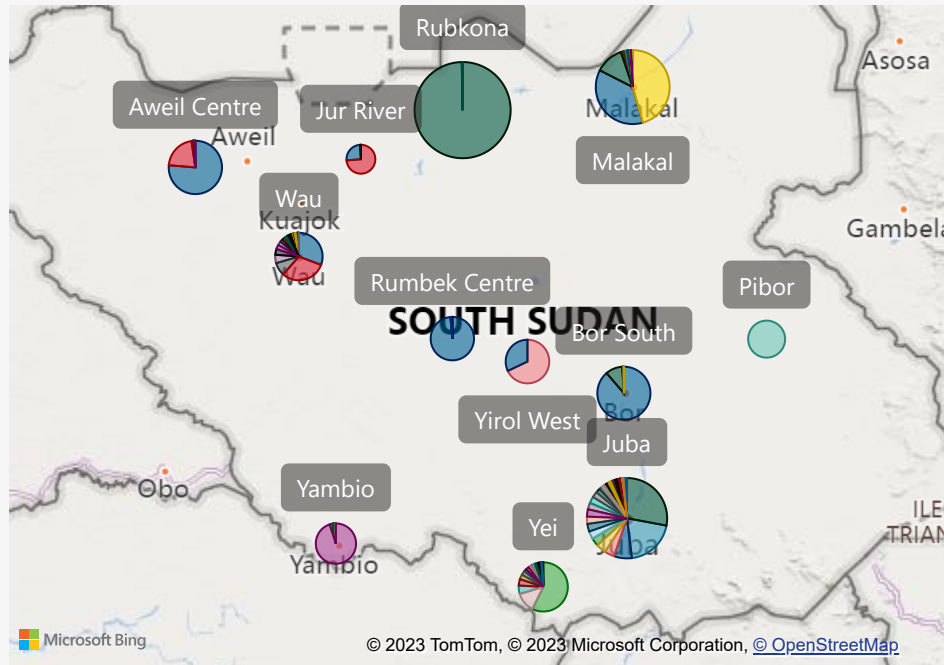 Rubkona
Asosa
Aweil Centre
Jur River
Malakal
Aweil
Malakal
Wau
Kuajok
Gambela
Wau
Rumbek Centre
Pibor
SOUTH SUDAN
Bor South
Bor
Yirol West
Juba
Obo
Yambio
Yei
ILE
TRIAN
Juba
Yambio
Microsoft Bing
© 2023 TomTom, © 2023 Microsoft Corporation, © OpenStreetMap